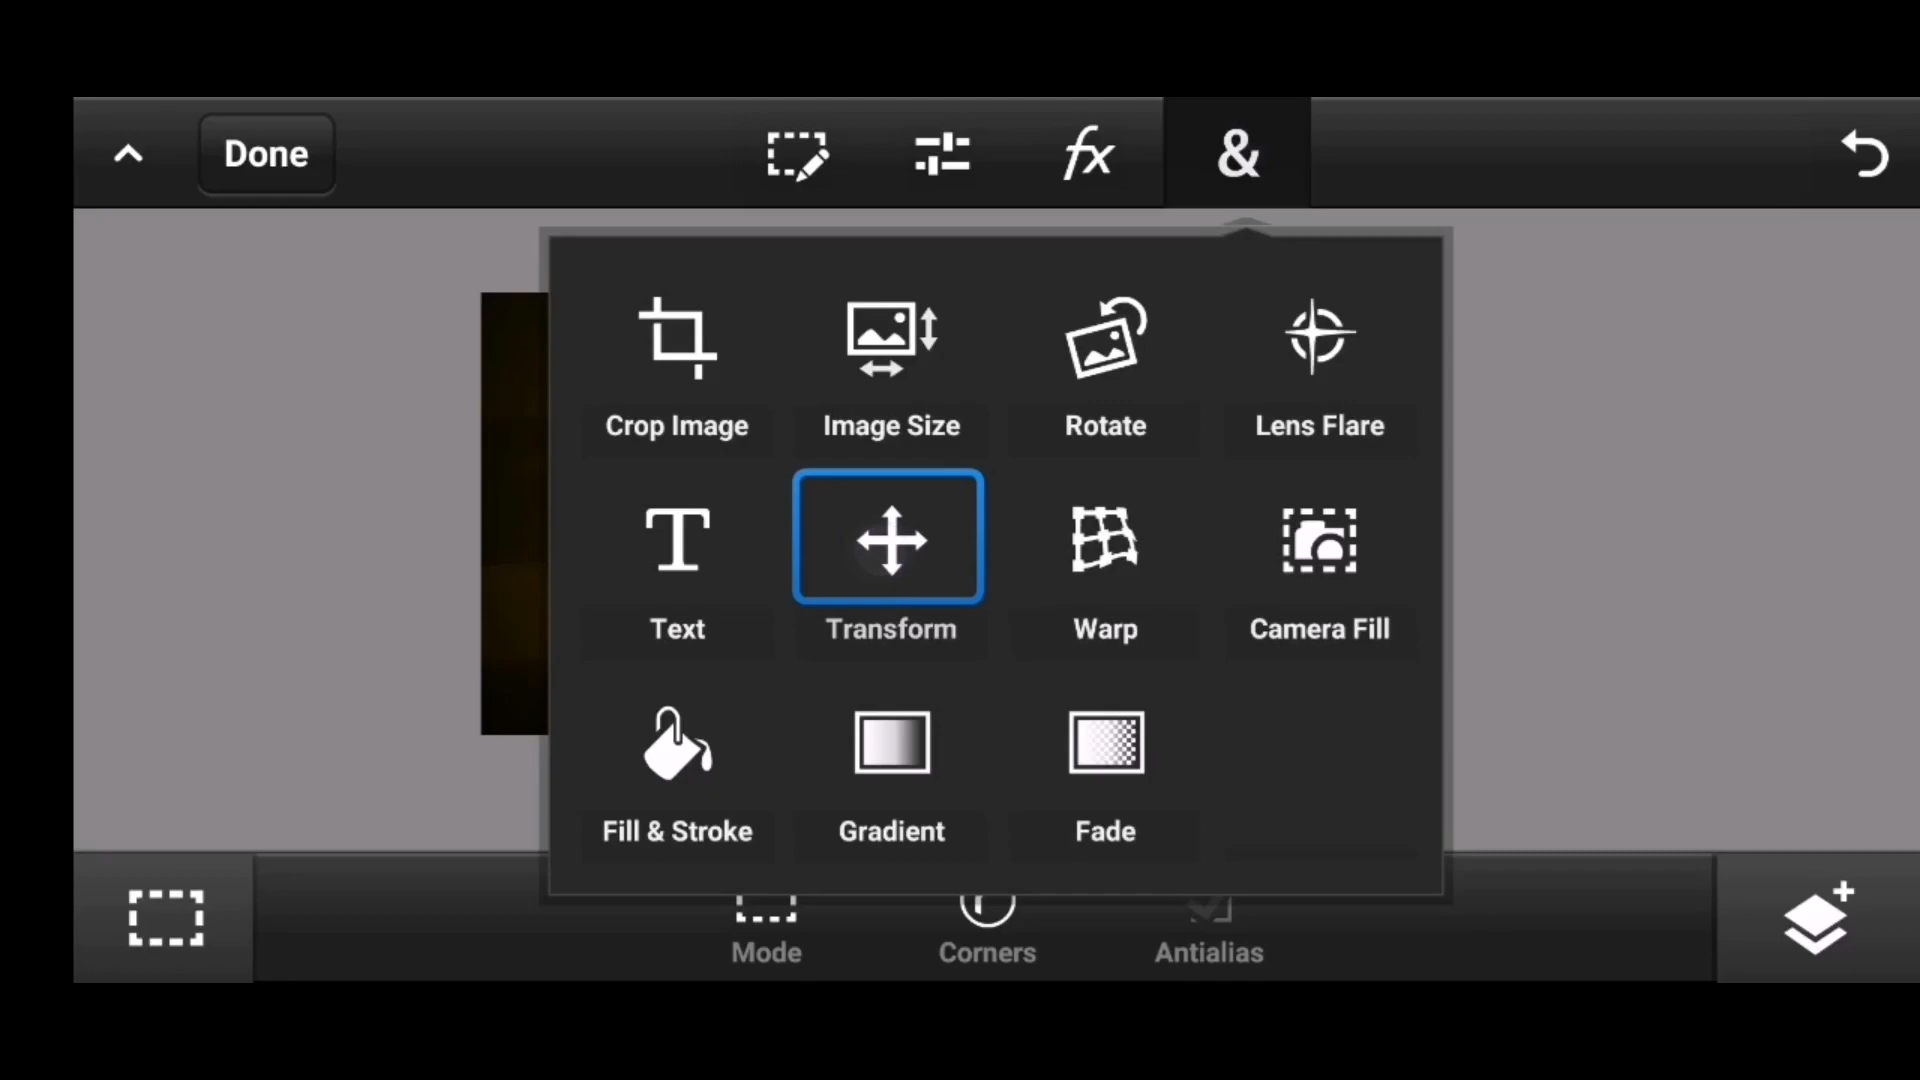 Done
fx
&
Crop Image
Image Size
Rotate
Lens Flare
T
Text
Transform
Warp
Camera Fill
Fill & Stroke
Gradient
Fade
Mode
Corners
Antialias